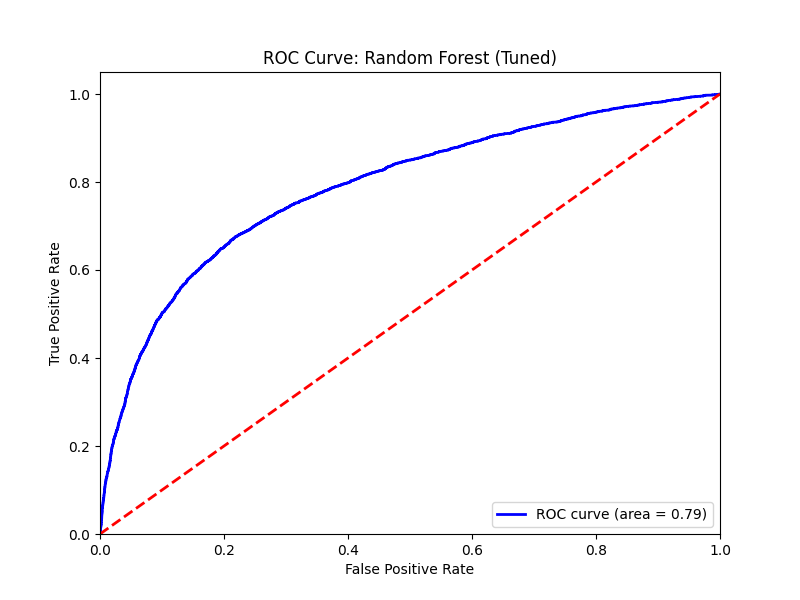 ROC Curve: Random Forest (Tuned)
True Positive Rate
1.0
0.8
0.6
0.4
0.2
0.0
ROC curve (area = 0.79)
0.0 0.2 0.4 0.6 0.8 1.0
False Positive Rate